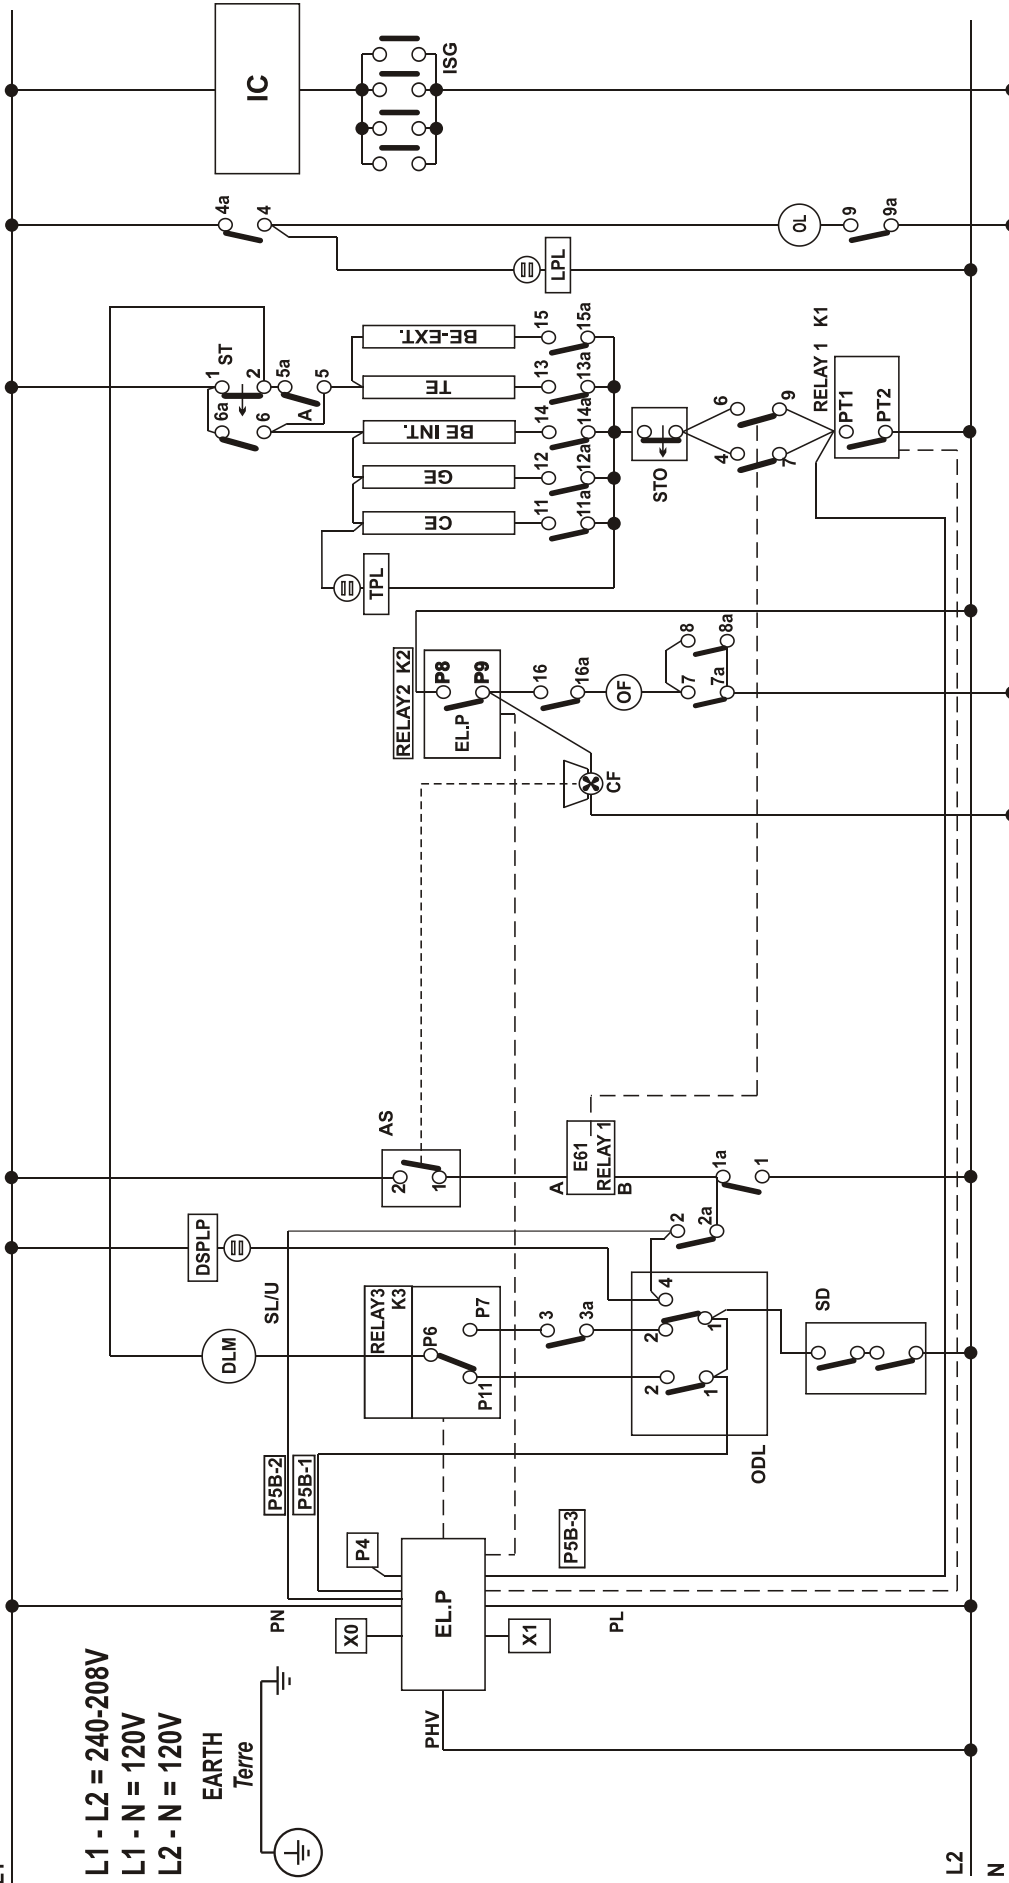 L1
L1 - L2 = 240-208V
L1 - N = 120V
L2 - N = 120V
EARTH
Terre
L2
N
PHV
X0
PN
EL.P
X1
PL
P4
P5B-2
P5B-1
P5B-3
DLM
SL/U
DSPLP
RELAY3
K3
P6
P7
P11
3
3a
2
1
2
1
4
ODL
SD
2
2a
1a
1
AS
2
1
A
E61
RELAY 1
B
RELAY2 K2
P8
P9
EL.P
16
16a
OF
CF
7
7a
8
8a
TPL
CE
GE
BE INT.
TE
BE-EXT.
11
11a
12
12a
14
14a
13
13a
15
15a
1
ST
2
5a
5
6a
6
A
STO
4
7
6
9
RELAY 1 K1
PT1
PT2
4a
4
LPL
OL
9
9a
IC
ISG